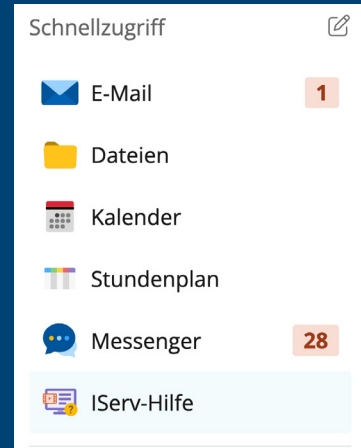 Schnellzugriff
E-Mail 1
Dateien
Kalender
Stundenplan
Messenger 28
IServ-Hilfe